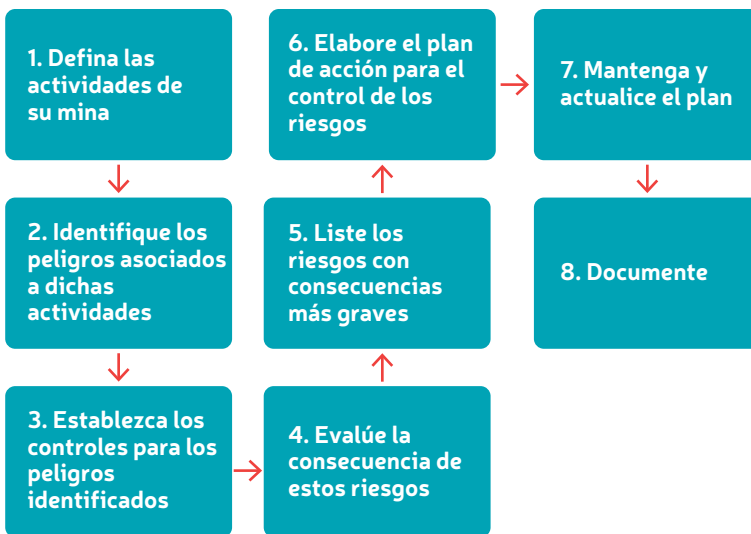 1. Defina las
actividades de
su mina
2. Identifique los
peligros asociados
a dichas
actividades
3. Establezca los
controles para los
peligros
identificados
4. Evalúe la
consecuencia de
estos riesgos
5. Liste los
riesgos con
consecuencias
más graves
6. Elabore el plan
de acción para el
control de los
riesgos
7. Mantenga y
actualice el plan
8. Documente